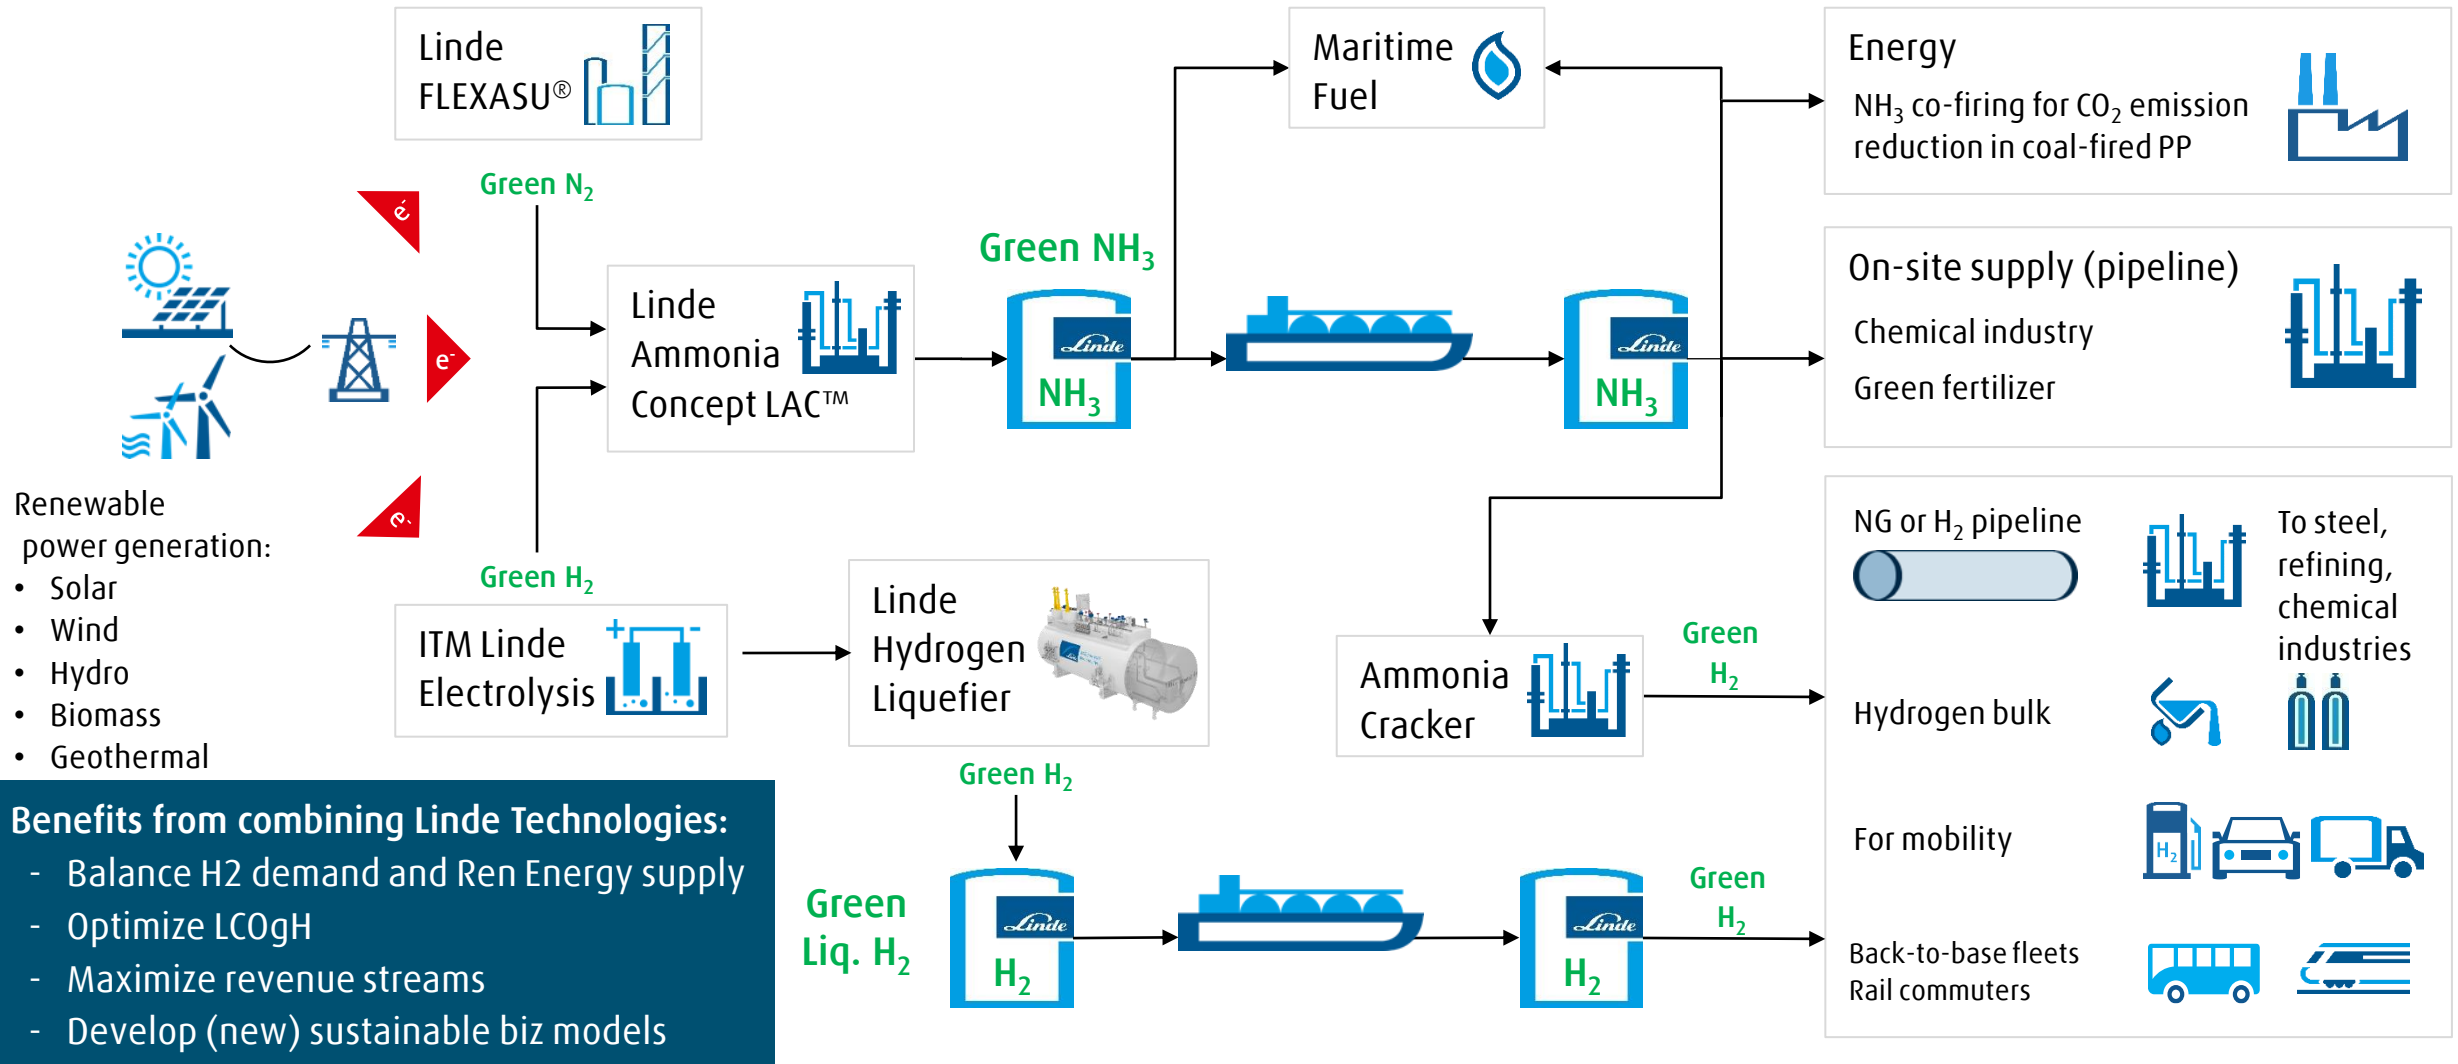 Linde
FLEXASU®
Maritime
Fuel
Energy
NH₃ co-firing for CO₂ emission
reduction in coal-fired PP
Green N₂
e⁻
e⁻
e⁻
Green NH₃
Linde
Ammonia
Concept LAC™
Linde
NH₃
Linde
NH₃
On-site supply (pipeline)
Chemical industry
Green fertilizer
Renewable
power generation:
• Solar
• Wind
• Hydro
• Biomass
• Geothermal
Green H₂
ITM Linde
Electrolysis
+ -
Linde
Hydrogen
Liquefier
Ammonia
Cracker
Green
H₂
NG or H₂ pipeline
To steel,
refining,
chemical
industries
Hydrogen bulk
For mobility
H₂
Back-to-base fleets
Rail commuters
Green H₂
Green
Liq. H₂
Linde
H₂
Linde
H₂
Green
H₂
Benefits from combining Linde Technologies:
- Balance H2 demand and Ren Energy supply
- Optimize LCOgH
- Maximize revenue streams
- Develop (new) sustainable biz models